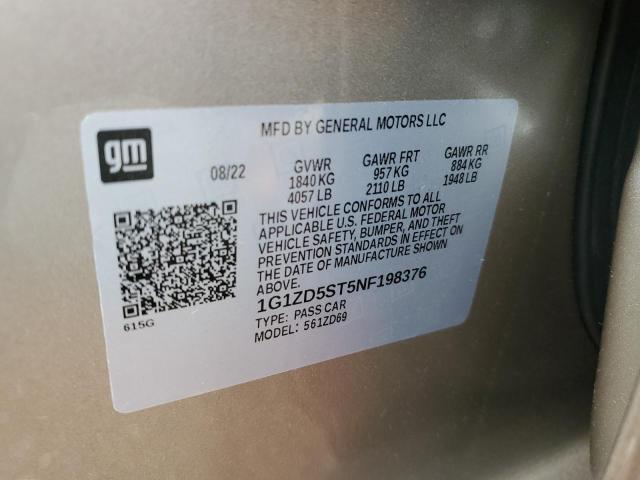 gm
MFD BY GENERAL MOTORS LLC
08/22 GVWR GAWR FRT GAWR RR
1840 KG 957 KG 884 KG
4057 LB 2110 LB 1948 LB
THIS VEHICLE CONFORMS TO ALL
APPLICABLE U.S. FEDERAL MOTOR
VEHICLE SAFETY, BUMPER, AND THEFT
PREVENTION STANDARDS IN EFFECT ON
THE DATE OF MANUFACTURE SHOWN
ABOVE.
1G1ZD5ST5NF198376
TYPE: PASS CAR
MODEL: 561ZD69
615G